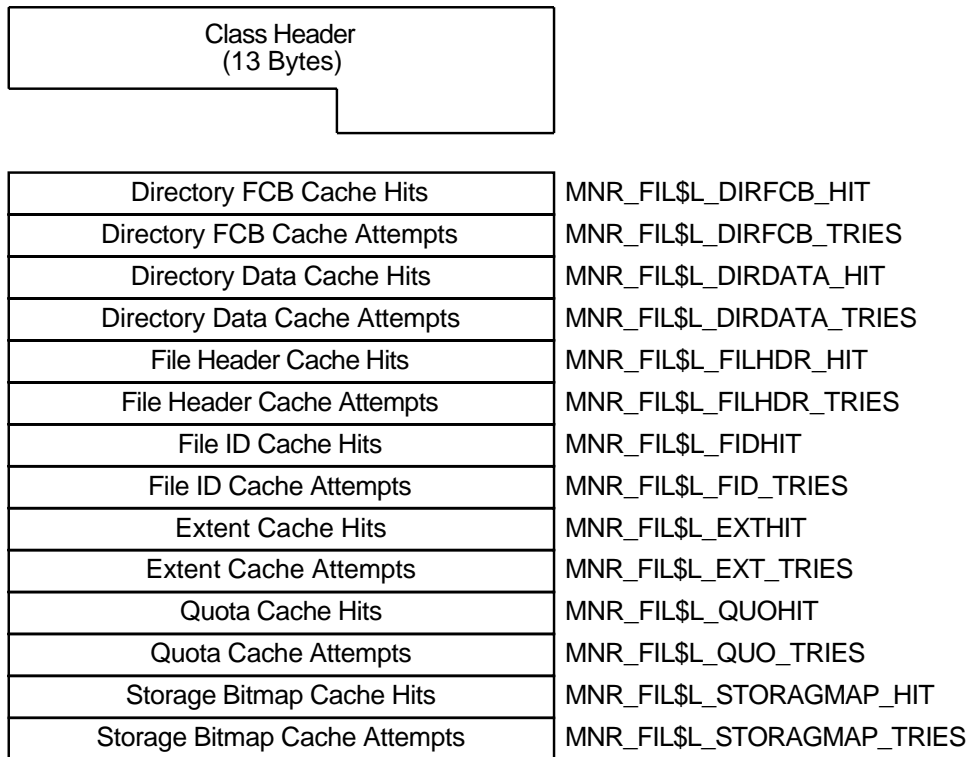 Class Header
(13 Bytes)
Directory FCB Cache Hits MNR_FIL$L_DIRFCB_HIT
Directory FCB Cache Attempts MNR_FIL$L_DIRFCB_TRIES
Directory Data Cache Hits MNR_FIL$L_DIRDATA_HIT
Directory Data Cache Attempts MNR_FIL$L_DIRDATA_TRIES
File Header Cache Hits MNR_FIL$L_FILHDR_HIT
File Header Cache Attempts MNR_FIL$L_FILHDR_TRIES
File ID Cache Hits MNR_FIL$L_FIDHIT
File ID Cache Attempts MNR_FIL$L_FID_TRIES
Extent Cache Hits MNR_FIL$L_EXTHIT
Extent Cache Attempts MNR_FIL$L_EXT_TRIES
Quota Cache Hits MNR_FIL$L_QUOHIT
Quota Cache Attempts MNR_FIL$L_QUO_TRIES
Storage Bitmap Cache Hits MNR_FIL$L_STORAGMAP_HIT
Storage Bitmap Cache Attempts MNR_FIL$L_STORAGMAP_TRIES